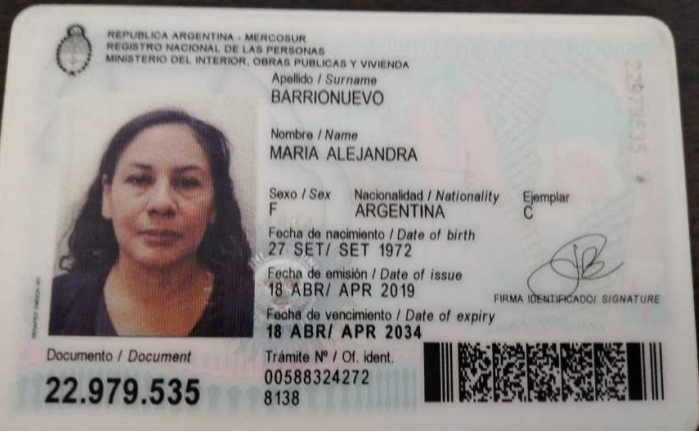 REPUBLICA ARGENTINA - MERCOSUR
REGISTRO NACIONAL DE LAS PERSONAS
MINISTERIO DEL INTERIOR, OBRAS PUBLICAS Y VIVIENDA
Apellido / Surname
BARRIONUEVO
Nombre / Name
MARIA ALEJANDRA
Sexo / Sex Nacionalidad / Nationality Ejemplar
F ARGENTINA C
Fecha de nacimiento / Date of birth
27 SET/ SET 1972
Fecha de emisión / Date of issue
18 ABR/ APR 2019
FIRMA IDENTIFICADO/ SIGNATURE
Fecha de vencimiento / Date of expiry
18 ABR/ APR 2034
Documento / Document Trámite Nº / Of. ident.
22.979.535 00588324272
8138
22979535